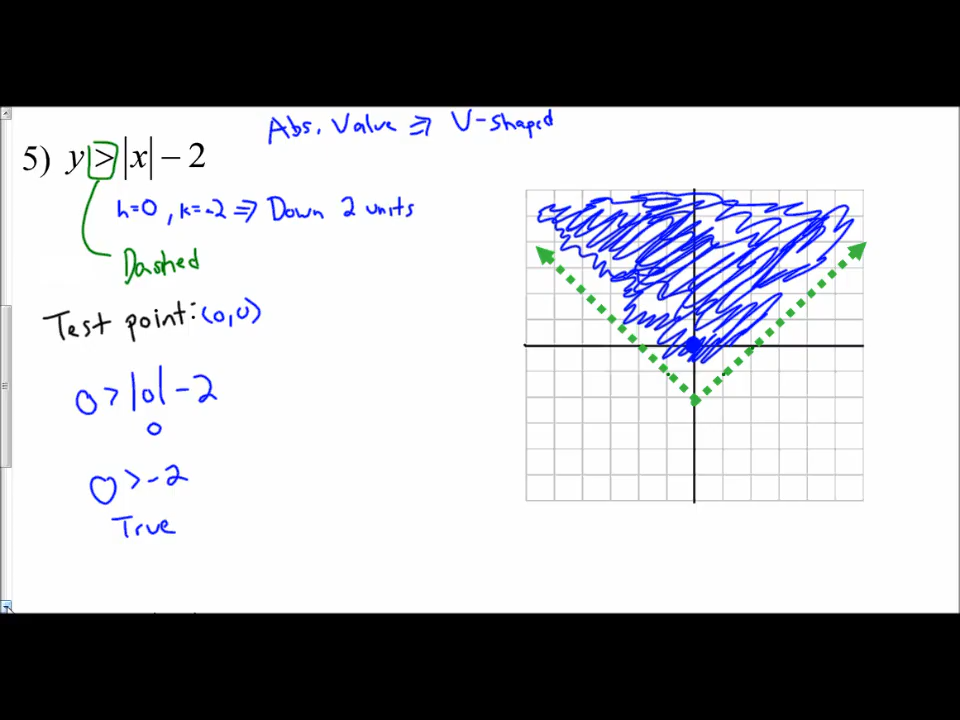 Abs. Value ⇒ V-shaped
5) y > |x| − 2
h=0, k=-2 ⇒ Down 2 units
Dashed
Test point: (0,0)
0 > |0| - 2
0
0 > -2
True